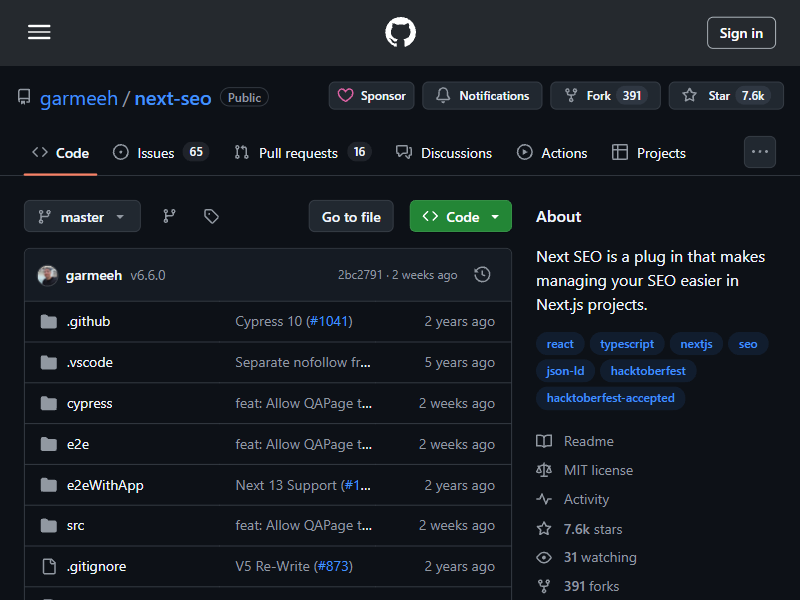 Sign in
garmeeh / next-seo Public
Sponsor Notifications Fork 391 Star 7.6k
Code Issues 65 Pull requests 16 Discussions Actions Projects ...
master Go to file Code
garmeeh v6.6.0 2bc2791 · 2 weeks ago
.github Cypress 10 (#1041) 2 years ago
.vscode Separate nofollow fr... 5 years ago
cypress feat: Allow QAPage t... 2 weeks ago
e2e feat: Allow QAPage t... 2 weeks ago
e2eWithApp Next 13 Support (#1... 2 years ago
src feat: Allow QAPage t... 2 weeks ago
.gitignore V5 Re-Write (#873) 2 years ago
About
Next SEO is a plug in that makes
managing your SEO easier in
Next.js projects.
react typescript nextjs seo
json-ld hacktoberfest
hacktoberfest-accepted
Readme
MIT license
Activity
7.6k stars
31 watching
391 forks